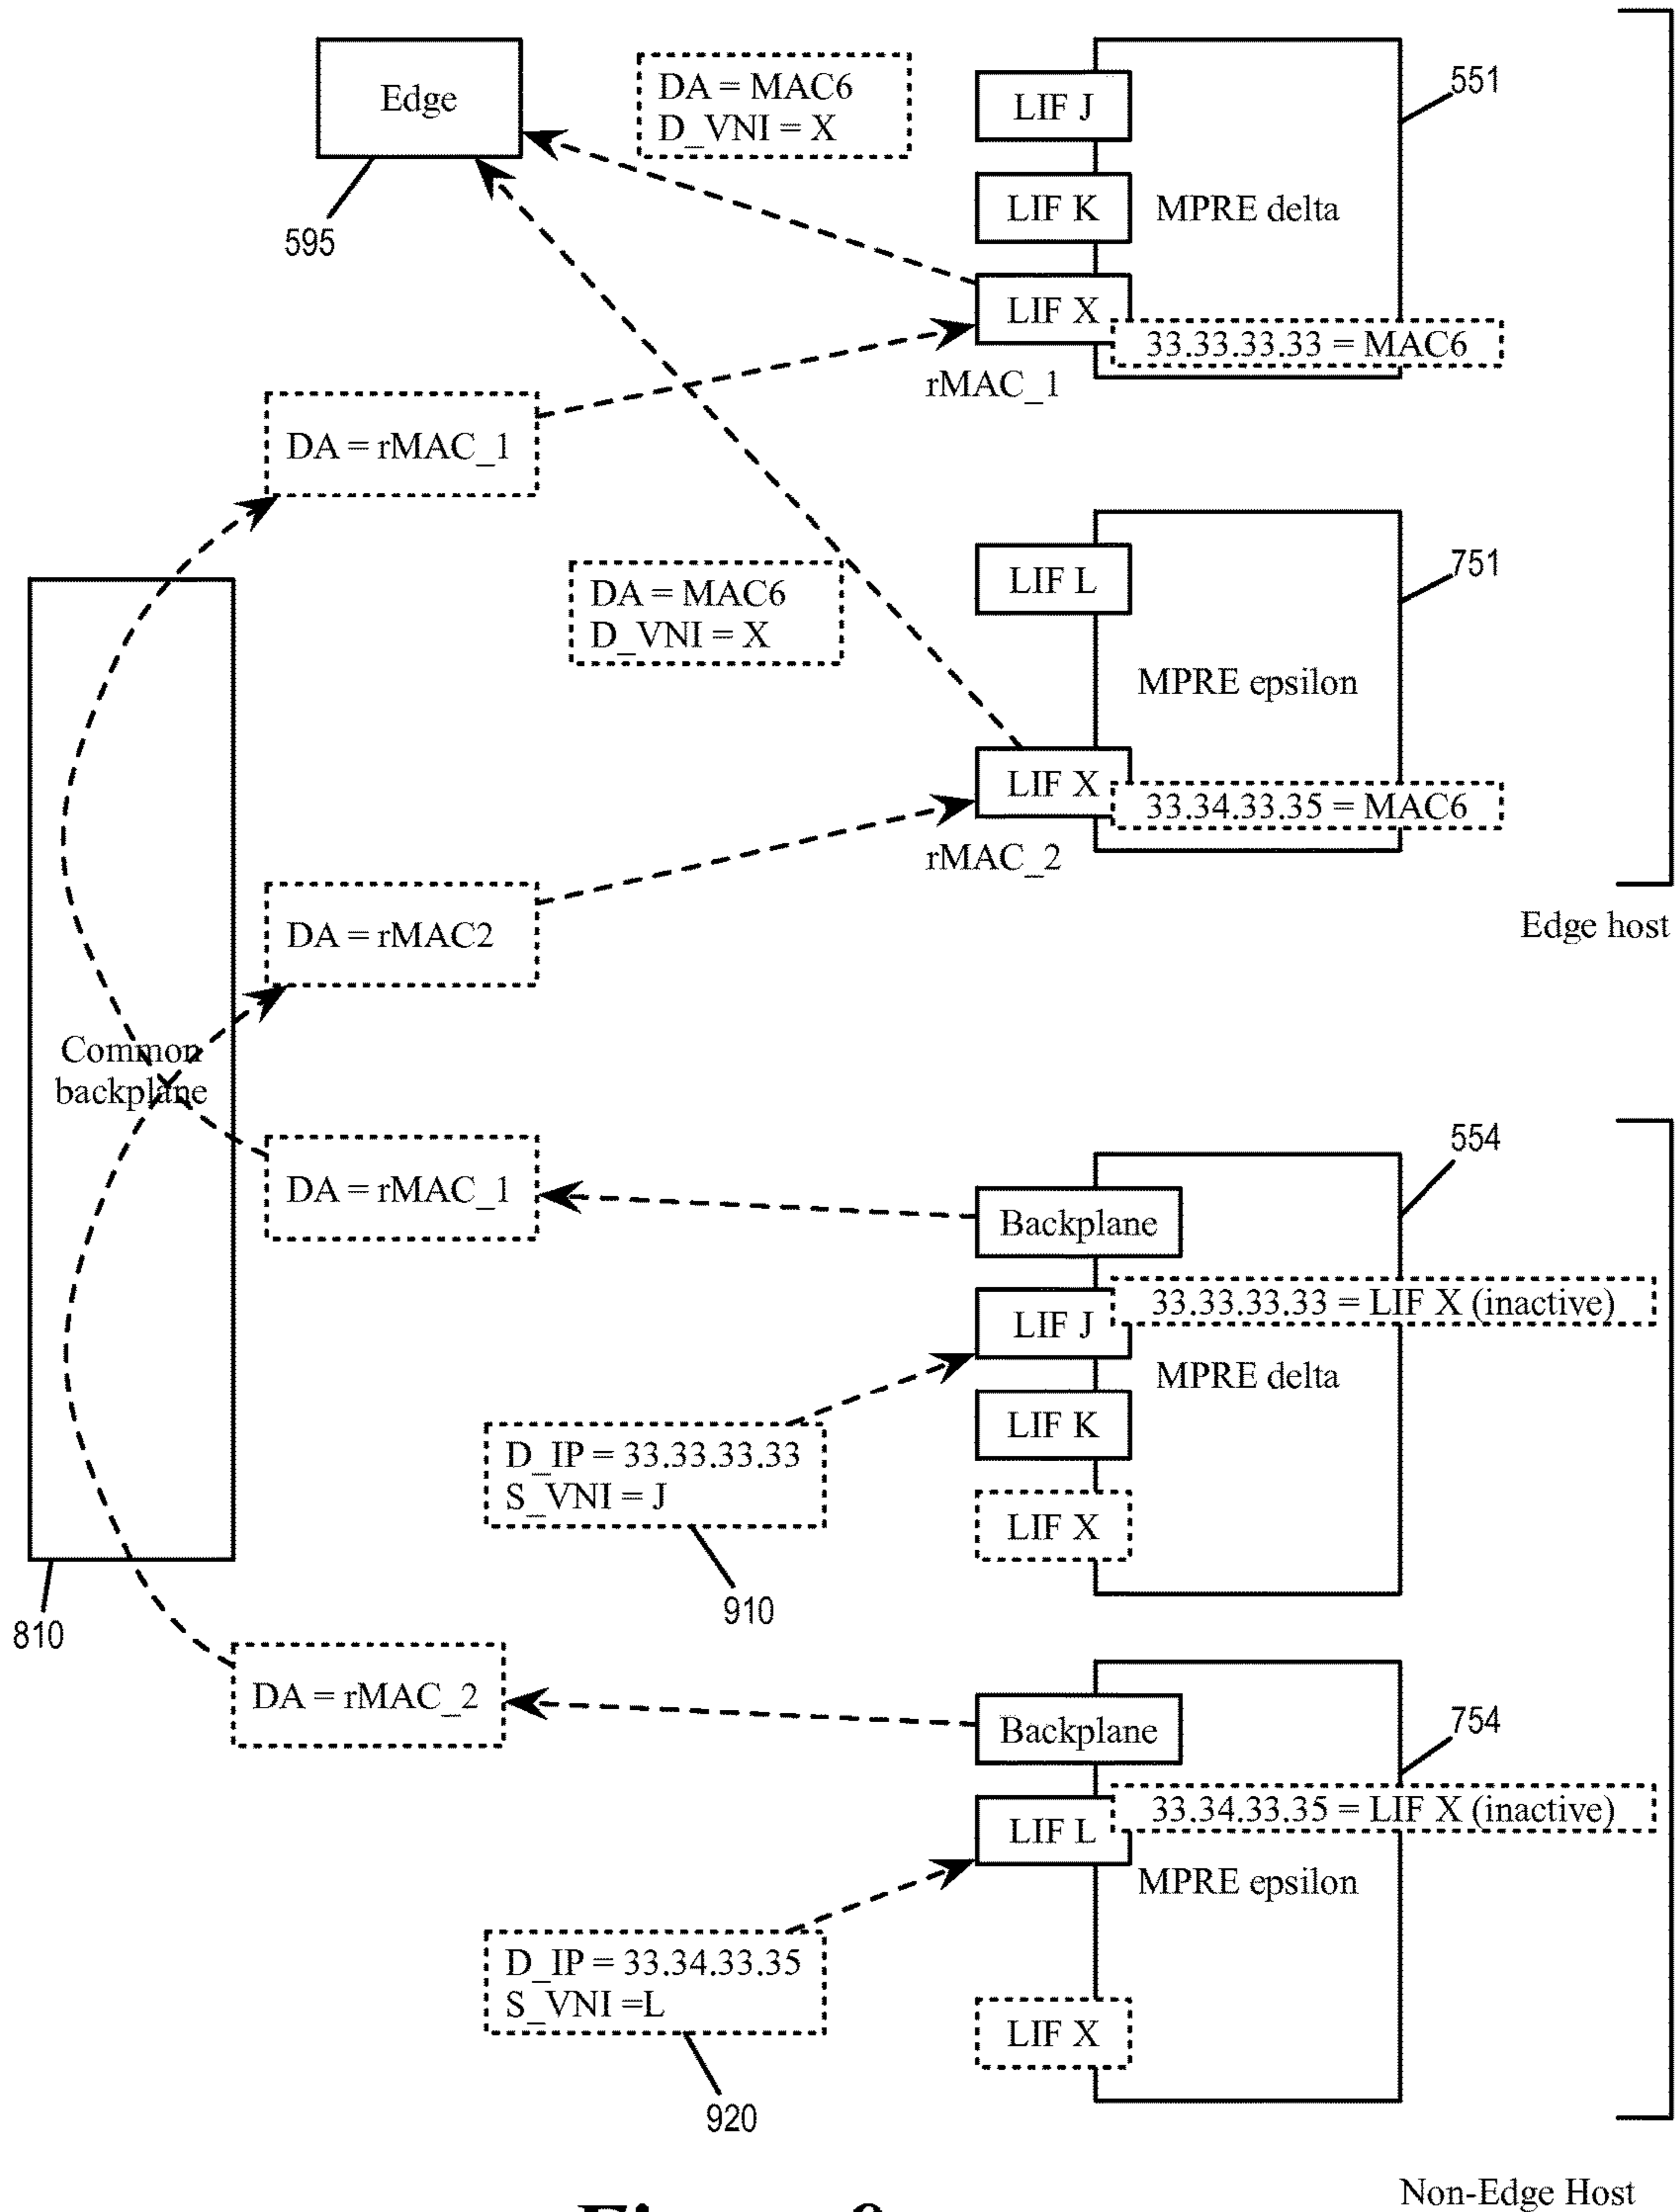 Edge
595
DA = MAC6
D_VNI = X
LIF J
551
LIF K
MPRE delta
LIF X
33.33.33.33 = MAC6
rMAC_1
DA = rMAC_1
LIF L
751
DA = MAC6
D_VNI = X
MPRE epsilon
LIF X
33.34.33.35 = MAC6
rMAC_2
DA = rMAC2
Edge host
Common
backplane
810
DA = rMAC_1
554
Backplane
33.33.33.33 = LIF X (inactive)
LIF J
MPRE delta
LIF K
D_IP = 33.33.33.33
S_VNI = J
LIF X
910
DA = rMAC_2
Backplane
754
33.34.33.35 = LIF X (inactive)
LIF L
MPRE epsilon
D_IP = 33.34.33.35
S_VNI =L
LIF X
920
Non-Edge Host